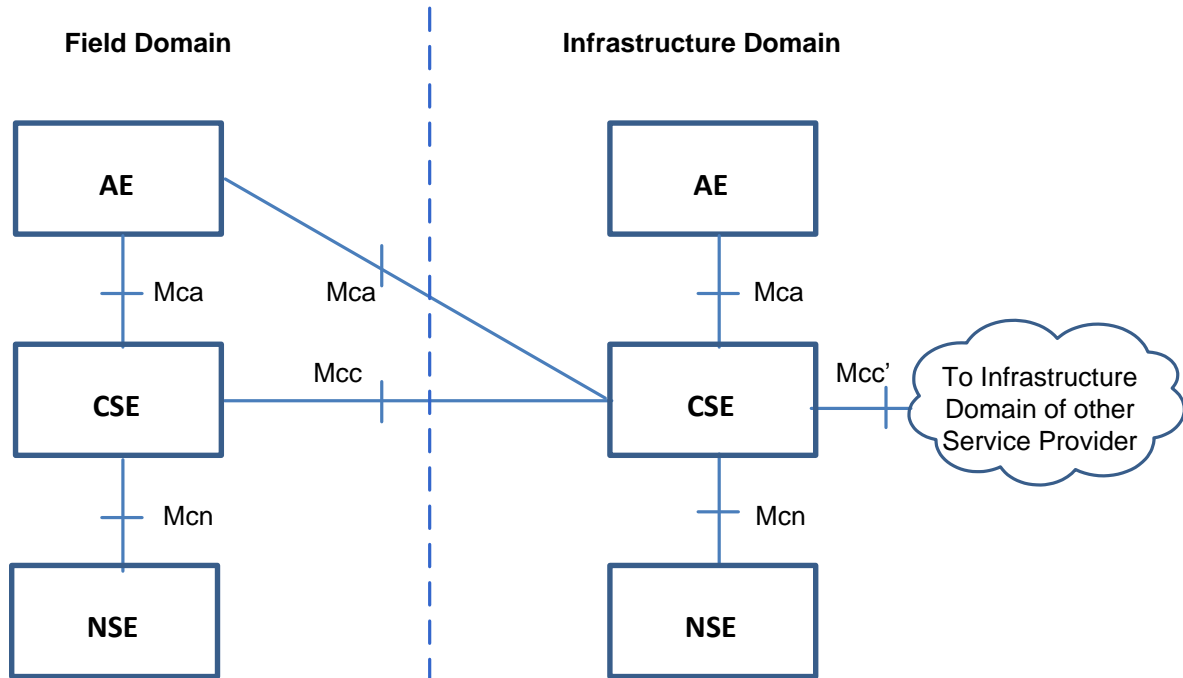 Field Domain
Infrastructure Domain
AE
AE
Mca
Mca
Mca
CSE
Mcc
CSE
Mcc’
To Infrastructure
Domain of other
Service Provider
Mcn
Mcn
NSE
NSE